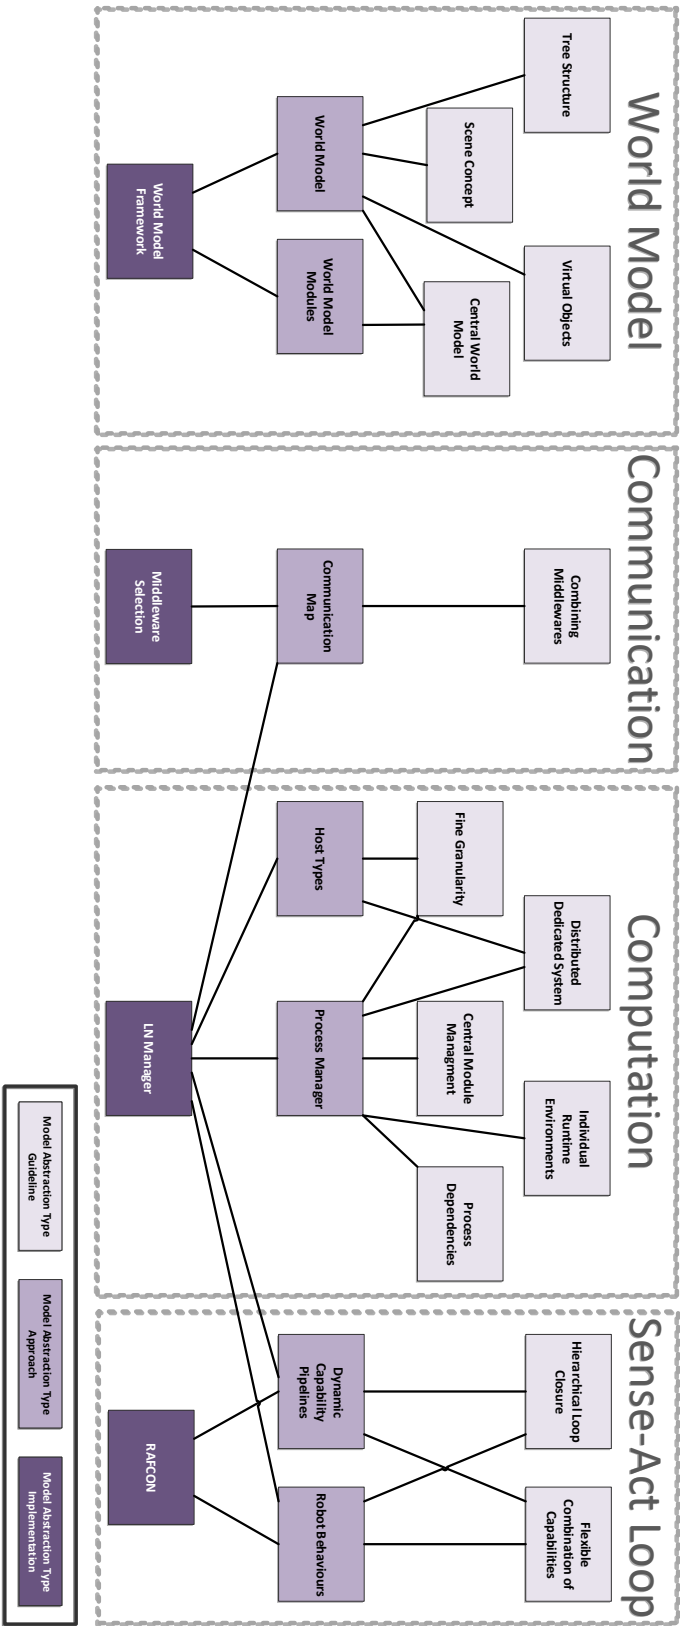 World Model
Tree Structure
Virtual Objects
Scene Concept
Central World
Model
World Model
World Model
Modules
World Model
Framework
Communication
Combining
Middlewares
Communication
Map
Middleware
Selection
Computation
Distributed
Dedicated System
Individual
Runtime
Environments
Fine Granularity
Central Module
Managment
Process
Dependencies
Host Types
Process Manager
LN Manager
Sense-Act Loop
Hierarchical Loop
Closure
Flexible
Combination of
Capabilities
Dynamic
Capability
Pipelines
Robot Behaviours
RAFCON
Model Abstraction Type
Guideline
Model Abstraction Type
Approach
Model Abstraction Type
Implementation